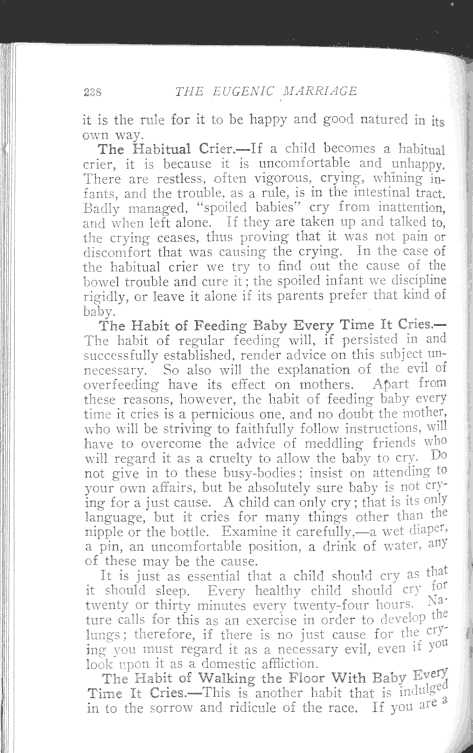 238 THE EUGENIC MARRIAGE
it is the rule for it to be happy and good natured in its
own way.
The Habitual Crier.—If a child becomes a habitual
crier, it is because it is uncomfortable and unhappy.
There are restless, often vigorous, crying, whining in-
fants, and the trouble, as a rule, is in the intestinal tract.
Badly managed, "spoiled babies" cry from inattention,
and when left alone. If they are taken up and talked to,
the crying ceases, thus proving that it was not pain or
discomfort that was causing the crying. In the case of
the habitual crier we try to find out the cause of the
bowel trouble and cure it; the spoiled infant we discipline
rigidly, or leave it alone if its parents prefer that kind of
baby.
The Habit of Feeding Baby Every Time It Cries.—
The habit of regular feeding will, if persisted in and
successfully established, render advice on this subject un-
necessary. So also will the explanation of the evil of
overfeeding have its effect on mothers. Apart from
these reasons, however, the habit of feeding baby every
time it cries is a pernicious one, and no doubt the mother,
who will be striving to faithfully follow instructions, will
have to overcome the advice of meddling friends who
will regard it as a cruelty to allow the baby to cry. Do
not give in to these busy-bodies; insist on attending to
your own affairs, but be absolutely sure baby is not cry-
ing for a just cause. A child can only cry; that is its only
language, but it cries for many things other than the
nipple or the bottle. Examine it carefully,—a wet diaper,
a pin, an uncomfortable position, a drink of water, any
of these may be the cause.
It is just as essential that a child should cry as that
it should sleep. Every healthy child should cry for
twenty or thirty minutes every twenty-four hours. Na-
ture calls for this as an exercise in order to develop the
lungs; therefore, if there is no just cause for the cry-
ing you must regard it as a necessary evil, even if you
look upon it as a domestic affliction.
The Habit of Walking the Floor With Baby Every
Time It Cries.—This is another habit that is indulged
in to the sorrow and ridicule of the race. If you are a